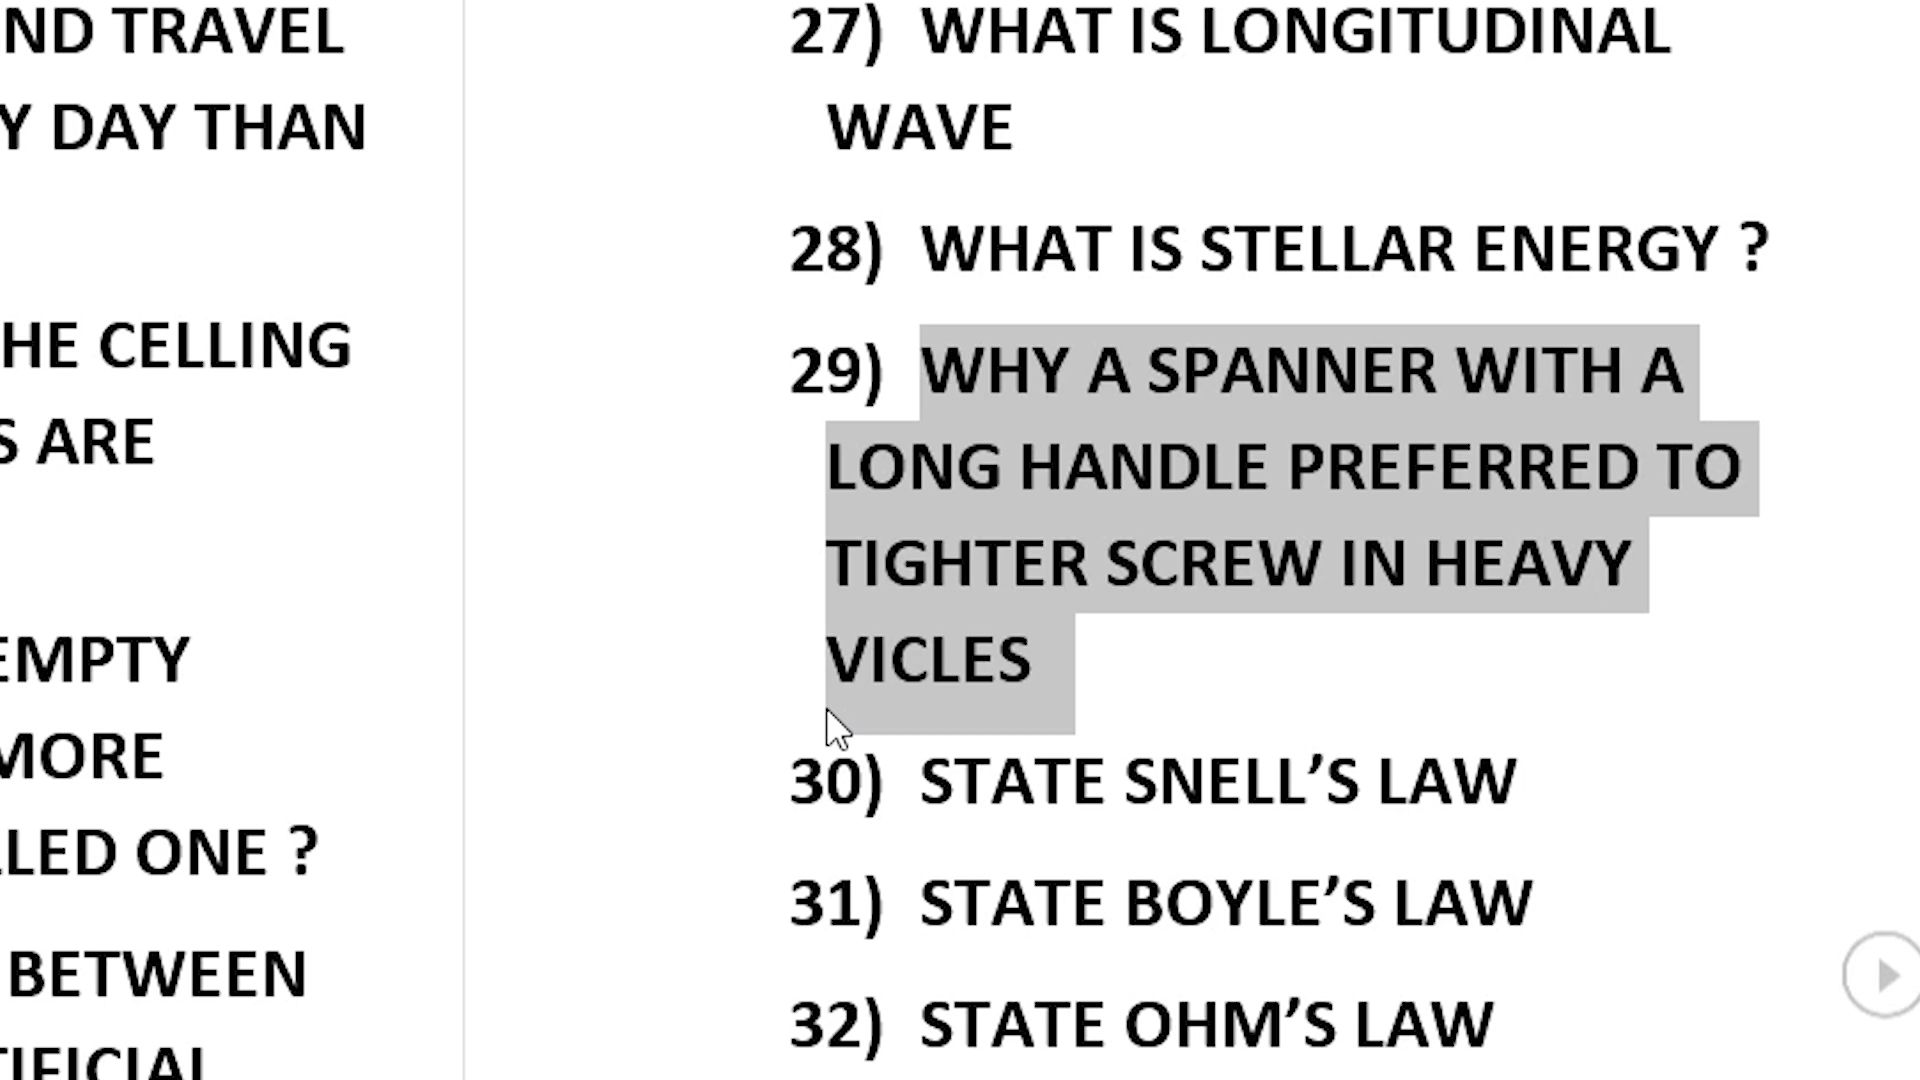 ND TRAVEL
Y DAY THAN
HE CELLING
S ARE
EMPTY
MORE
LLED ONE ?
BETWEEN
TIFICIAL
27) WHAT IS LONGITUDINAL
WAVE
28) WHAT IS STELLAR ENERGY ?
29) WHY A SPANNER WITH A
LONG HANDLE PREFERRED TO
TIGHTER SCREW IN HEAVY
VICLES
30) STATE SNELL’S LAW
31) STATE BOYLE’S LAW
32) STATE OHM’S LAW